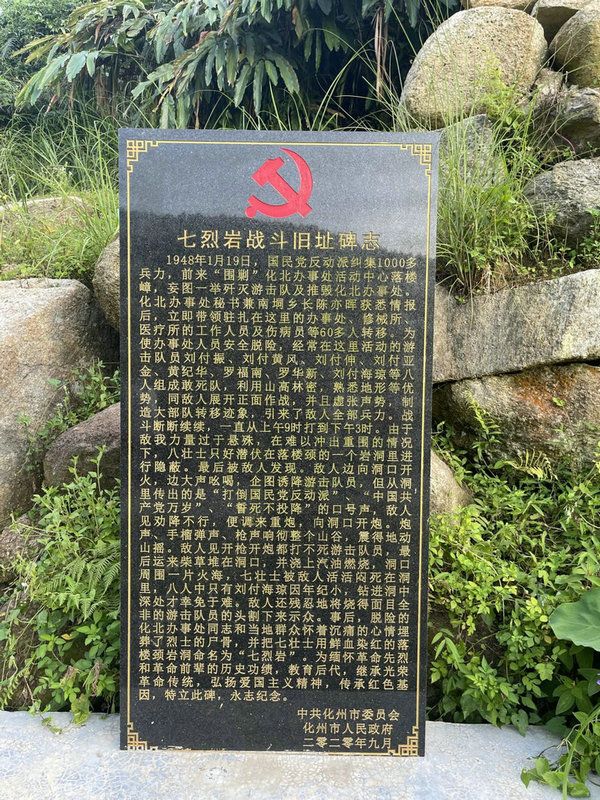 七烈岩战斗旧址碑志
1948年1月19日，国民党反动派纠集1000多
兵力，前来“围剿”化北办事处活动中心落楼
嶂，妄图一举歼灭游击队及摧毁化北办事处，
化北办事处秘书兼南堋乡长陈亦晖获悉情报
后，立即带领驻扎在这里的办事处、修械所、
医疗所的工作人员及伤病员等60多人转移。为
使办事处人员安全脱险，经常在这里活动的游
击队员刘付振、刘付黄风、刘付伸、刘付亚
金、黄纪华、罗福南、罗华新、刘付海琼等八
人组成敢死队，利用山高林密，熟悉地形等优
势，同敌人展开正面作战，并且虚张声势，制
造大部队转移迹象，引来了敌人全部兵力。战
斗断断续续，一直从上午9时打到下午3时。由于
敌我力量过于悬殊，在难以冲出重围的情况
下，八壮士只好潜伏在落楼颈的一个岩洞里进
行隐蔽。最后被敌人发现。敌人边向洞口开
火，边大声吆喝，企图诱降游击队员，但从洞
里传出的是“打倒国民党反动派”、“中国共
产党万岁”、“誓死不投降”的口号声，敌人
见劝降不行，便调来重炮，向洞口开炮。炮
声、手榴弹声、枪声响彻整个山谷，震得地动
山摇。敌人见开枪开炮都打不死游击队员，最
后运来柴草堆在洞口，并浇上汽油燃烧，洞口
周围一片火海，七壮士被敌人活活闷死在洞
里，八人中只有刘付海琼因年纪小，钻进洞中
深处才幸免于难。敌人还残忍地将烧得面目全
非的游击队员的头割下来示众。事后，脱险的
化北办事处同志和当地群众怀着沉痛的心情埋
葬了烈士的尸骨，并把七壮士用鲜血染红的落
楼颈岩洞命名为“七烈岩”。为缅怀革命先烈
和革命前辈的历史功绩，教育后代，继承光荣
革命传统，弘扬爱国主义精神，传承红色基
因，特立此碑，永志纪念。
中共化州市委员会
化州市人民政府
二零二零年九月